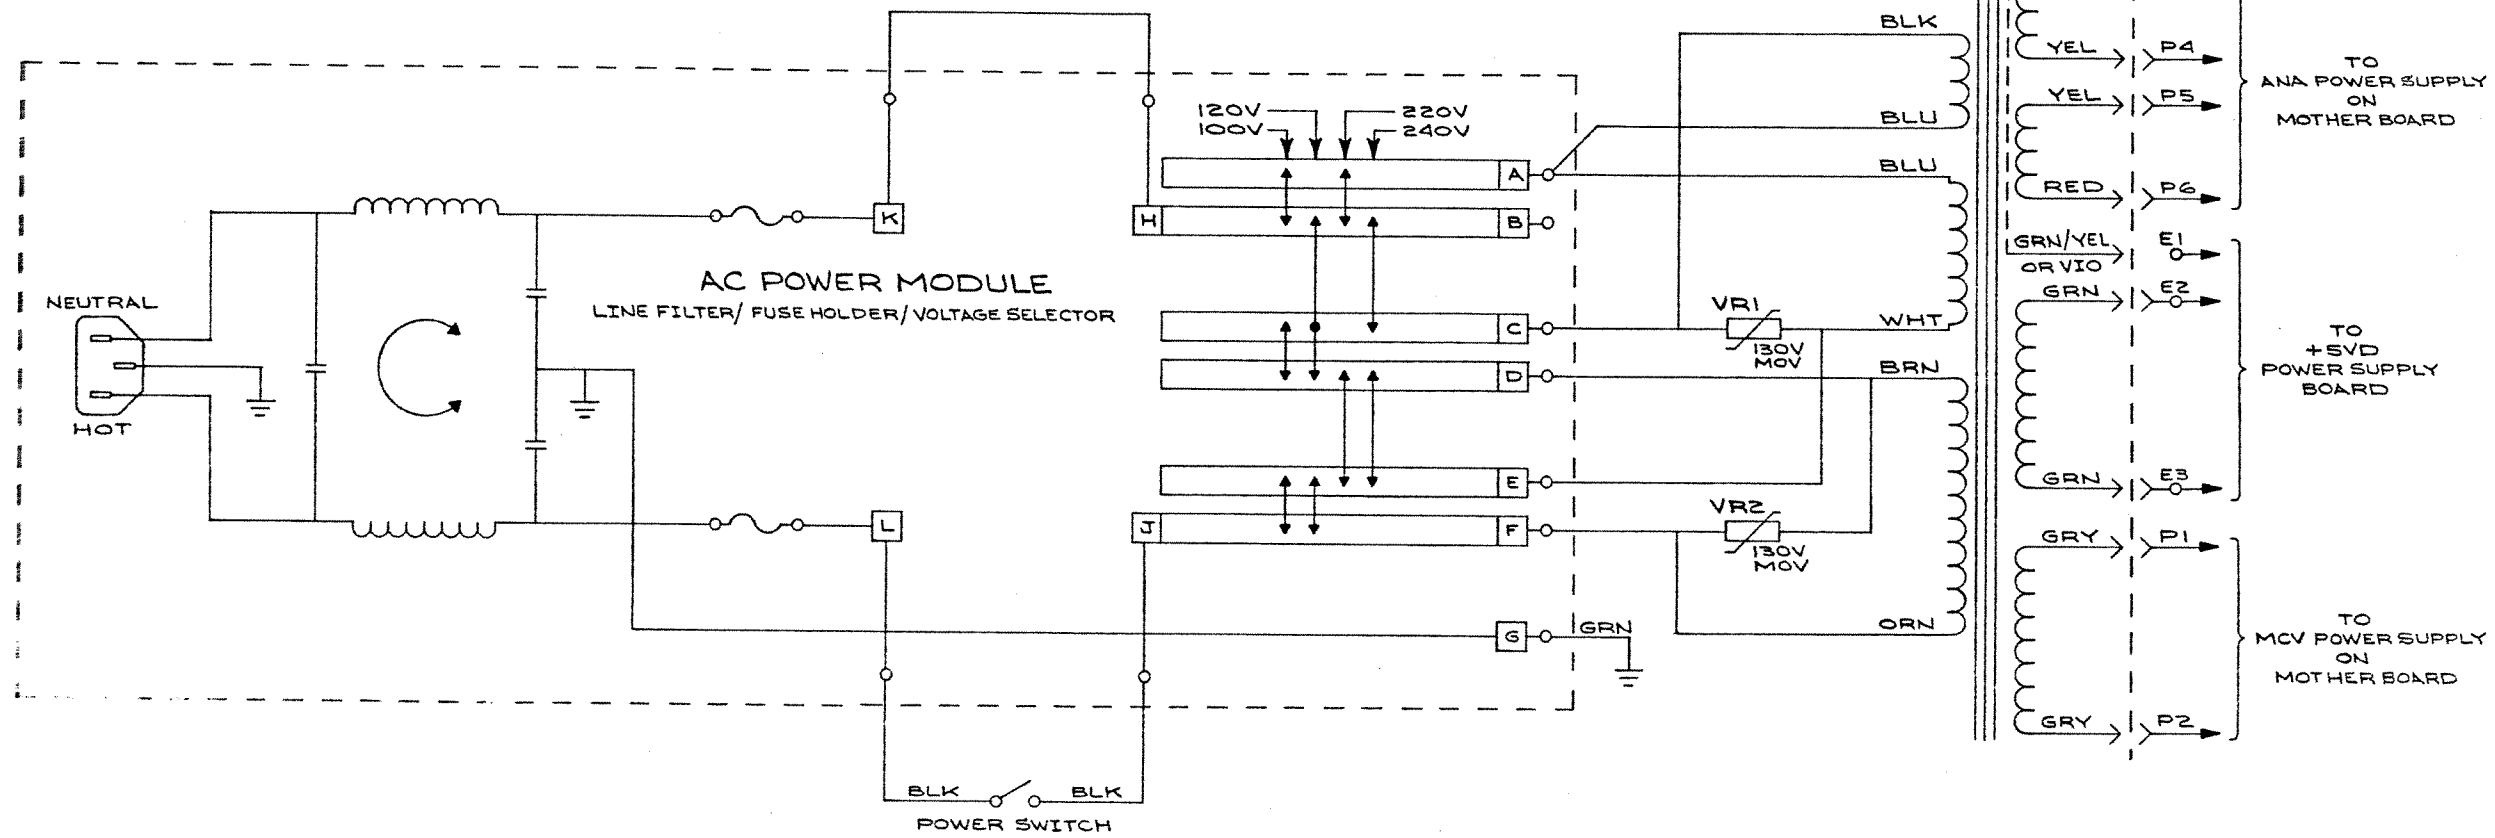 NEUTRAL
HOT
AC POWER MODULE
LINE FILTER/ FUSE HOLDER/VOLTAGE SELECTOR
K
L
BLK
BLK
POWER SWITCH
120V
100V
220V
240V
A
H
B
C
D
E
J
F
G
GRN
BLK
BLU
BLU
VR1
130V
MOV
WHT
BRN
VR2
130V
MOV
ORN
YEL
P4
YEL
P5
RED
P6
TO
ANA POWER SUPPLY
ON
MOTHER BOARD
GRN/YEL
OR VIO
E1
GRN
E2
GRN
E3
TO
+5VD
POWER SUPPLY
BOARD
GRY
P1
GRY
P2
TO
MCV POWER SUPPLY
ON
MOTHER BOARD